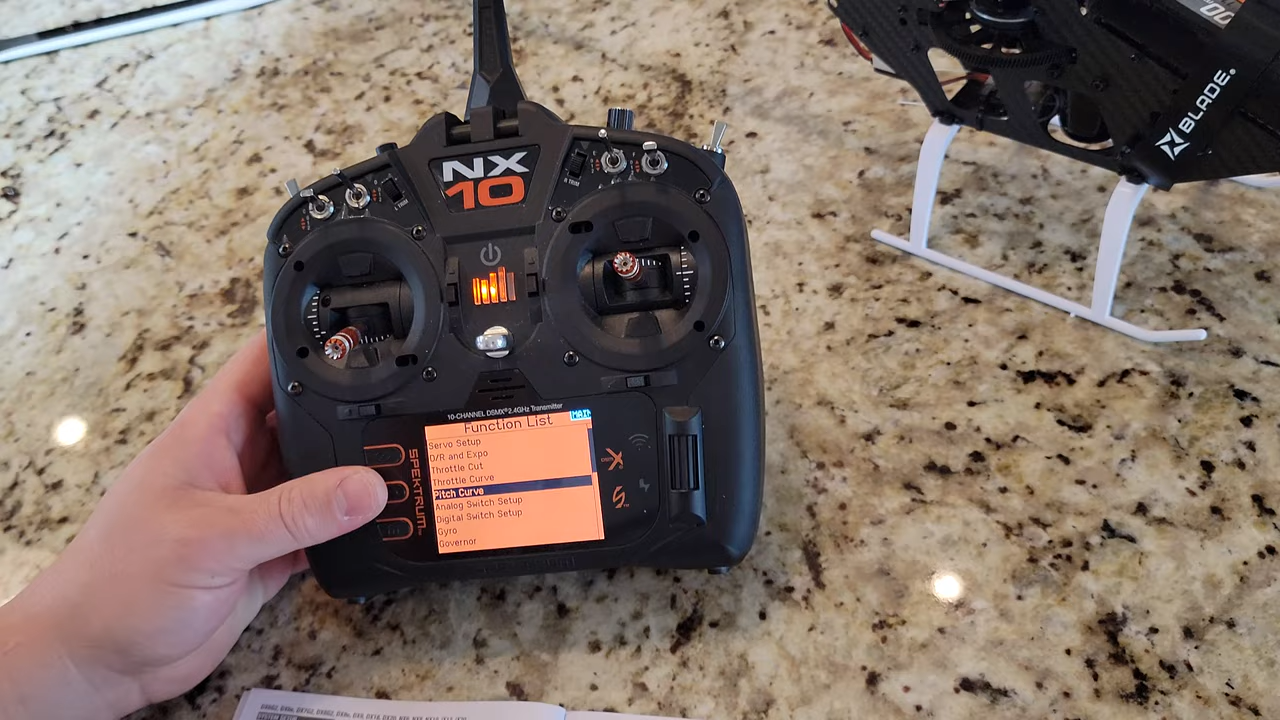 BLADE
NX
10
10-CHANNEL DSMX® 2.4GHz Transmitter
MAIN
Function List
Servo Setup
D/R and Expo
Throttle Cut
Throttle Curve
Pitch Curve
Analog Switch Setup
Digital Switch Setup
Gyro
Governor
SPEKTRUM